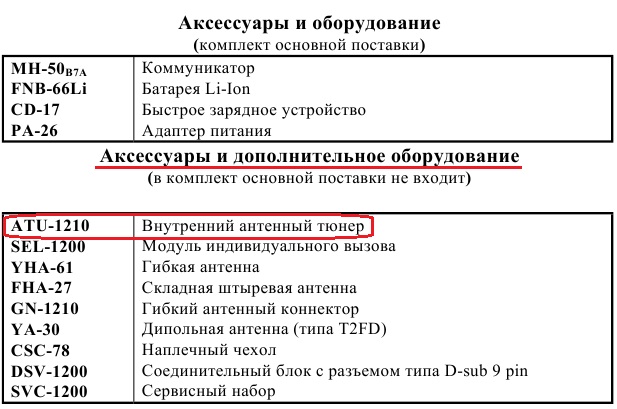 Аксессуары и оборудование
(комплект основной поставки)
MH-50B7A Коммуникатор
FNB-66Li Батарея Li-Ion
CD-17 Быстрое зарядное устройство
PA-26 Адаптер питания
Аксессуары и дополнительное оборудование
(в комплект основной поставки не входит)
ATU-1210 Внутренний антенный тюнер
SEL-1200 Модуль индивидуального вызова
YHA-61 Гибкая антенна
FHA-27 Складная штыревая антенна
GN-1210 Гибкий антенный коннектор
YA-30 Дипольная антенна (типа T2FD)
CSC-78 Наплечный чехол
DSV-1200 Соединительный блок с разъемом типа D-sub 9 pin
SVC-1200 Сервисный набор